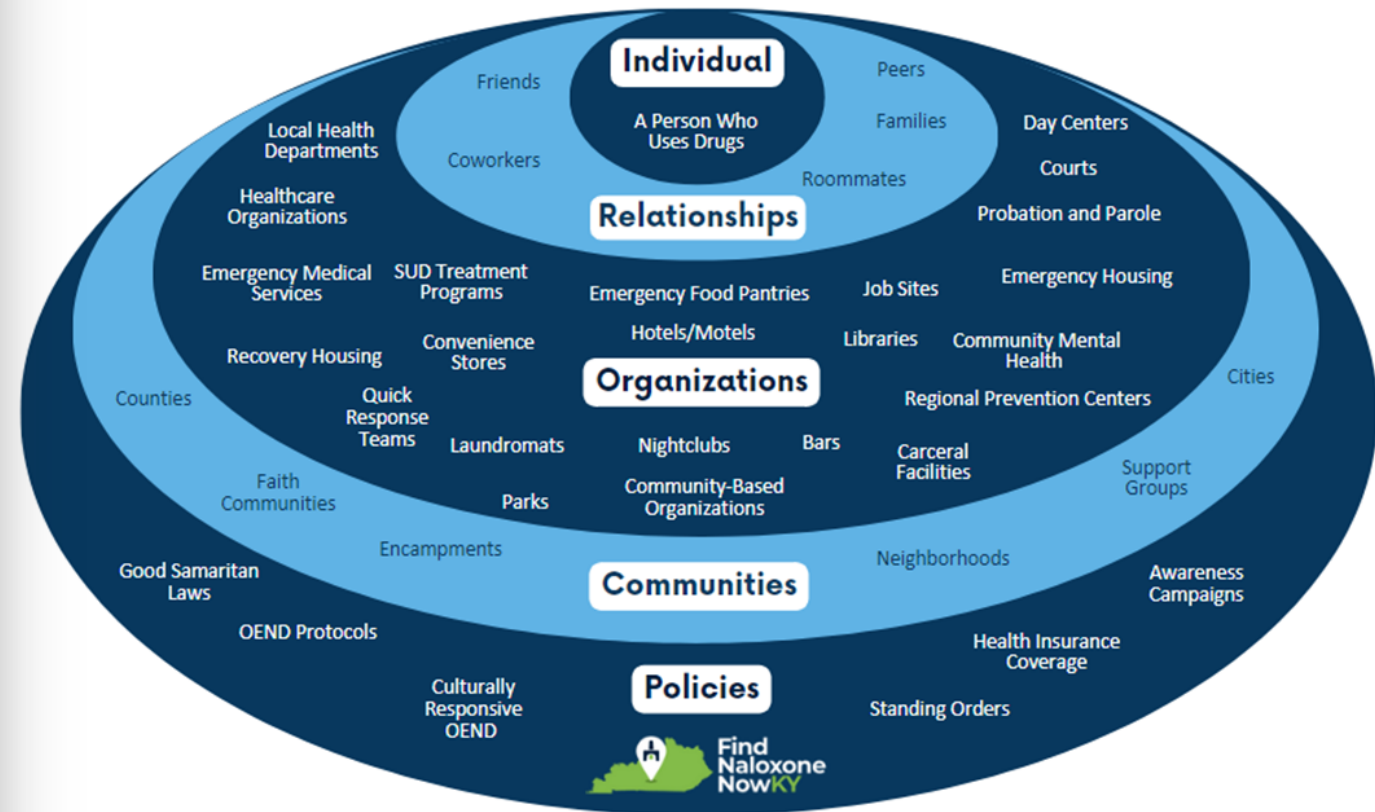 Individual
A Person Who
Uses Drugs
Friends
Peers
Families
Coworkers
Roommates
Relationships
Local Health
Departments
Healthcare
Organizations
Day Centers
Courts
Probation and Parole
Emergency Medical
Services
SUD Treatment
Programs
Emergency Food Pantries
Job Sites
Emergency Housing
Hotels/Motels
Libraries
Community Mental
Health
Recovery Housing
Convenience
Stores
Organizations
Regional Prevention Centers
Quick
Response
Teams
Laundromats
Nightclubs
Bars
Carceral
Facilities
Parks
Community-Based
Organizations
Counties
Cities
Faith
Communities
Support
Groups
Encampments
Neighborhoods
Communities
Good Samaritan
Laws
Awareness
Campaigns
OEND Protocols
Health Insurance
Coverage
Policies
Culturally
Responsive
OEND
Standing Orders
Find
Naloxone
NowKY